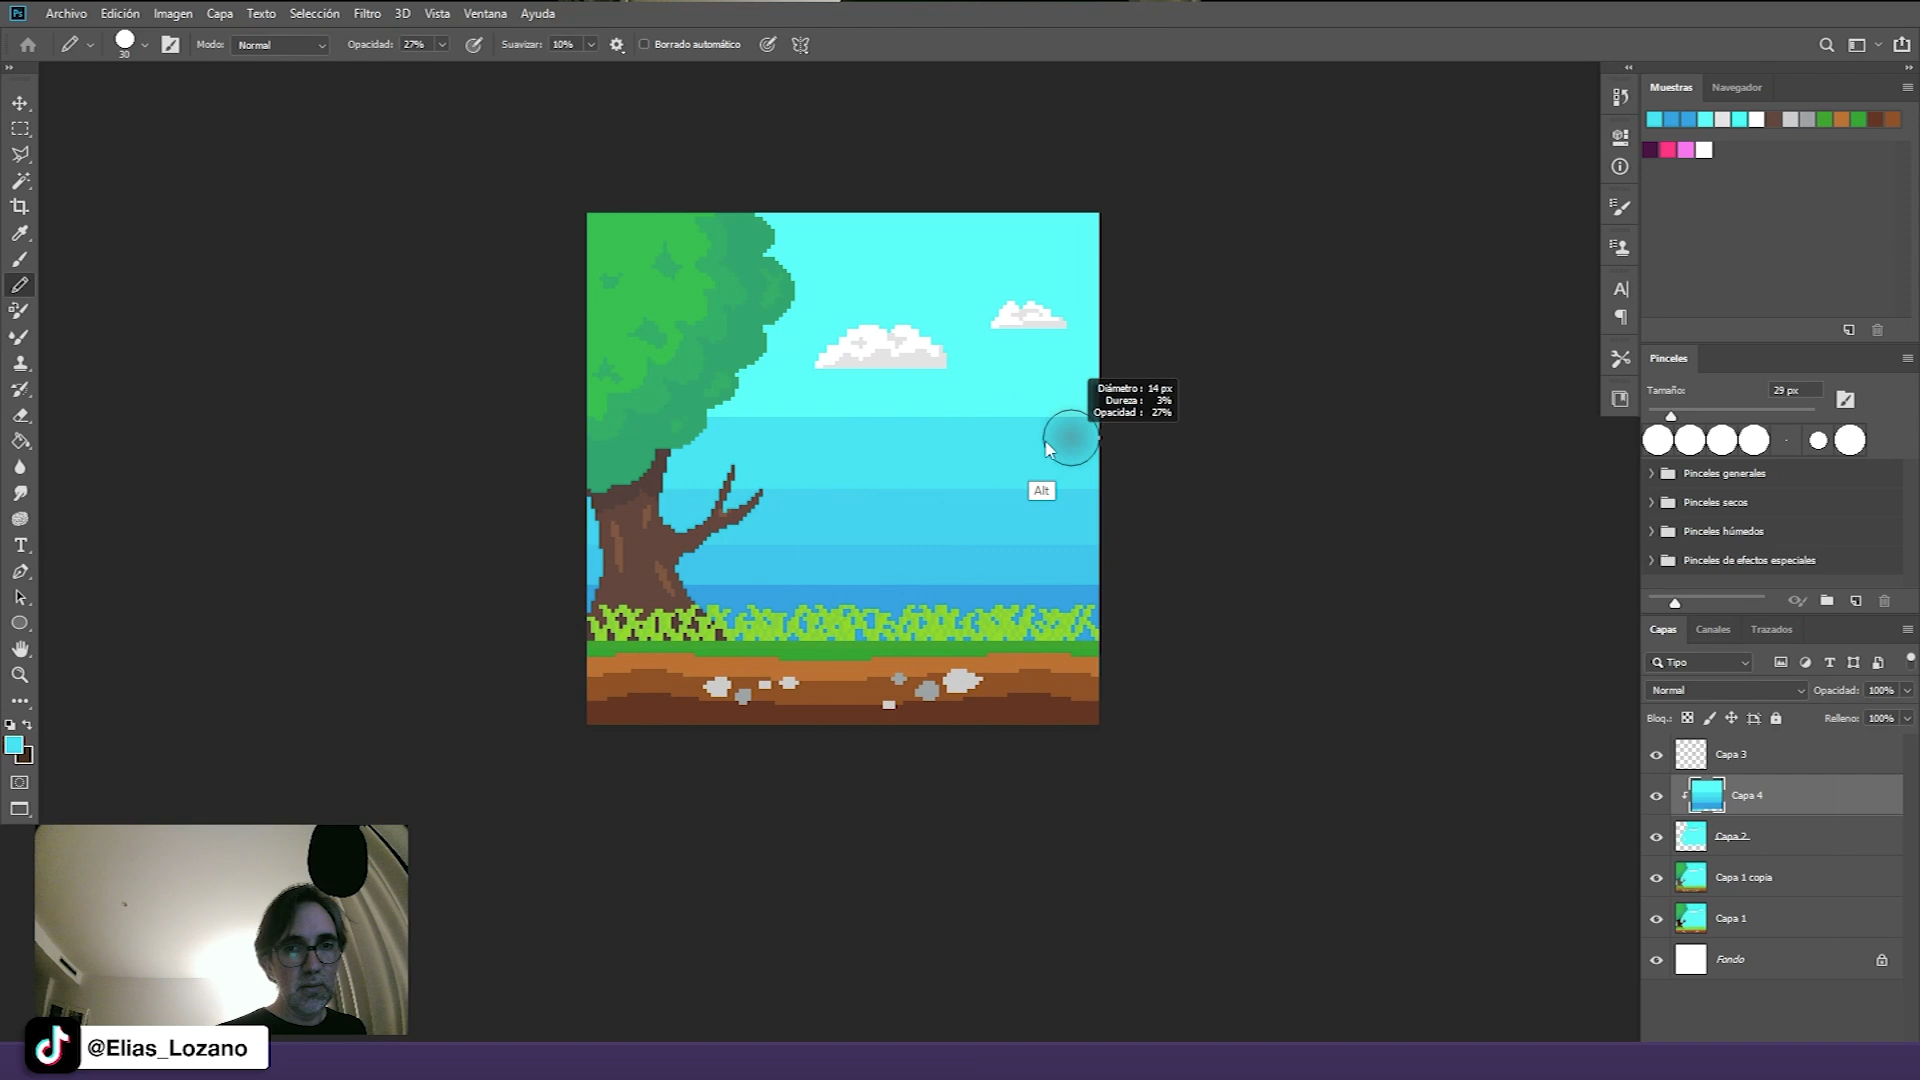 Ps Archivo Edición Imagen Capa Texto Selección Filtro 3D Vista Ventana Ayuda
30 Modo: Normal Opacidad: 27% Suavizar: 10% Borrado automático
Muestras Navegador
Diámetro : 14 px
Dureza : 3%
Opacidad : 27%
Alt
Pinceles
Tamaño: 29 px
Pinceles generales
Pinceles secos
Pinceles húmedos
Pinceles de efectos especiales
Capas Canales Trazados
Tipo
Normal Opacidad: 100%
Bloq.: Relleno: 100%
Capa 3
Capa 4
Capa 2
Capa 1 copia
Capa 1
Fondo
@Elias_Lozano